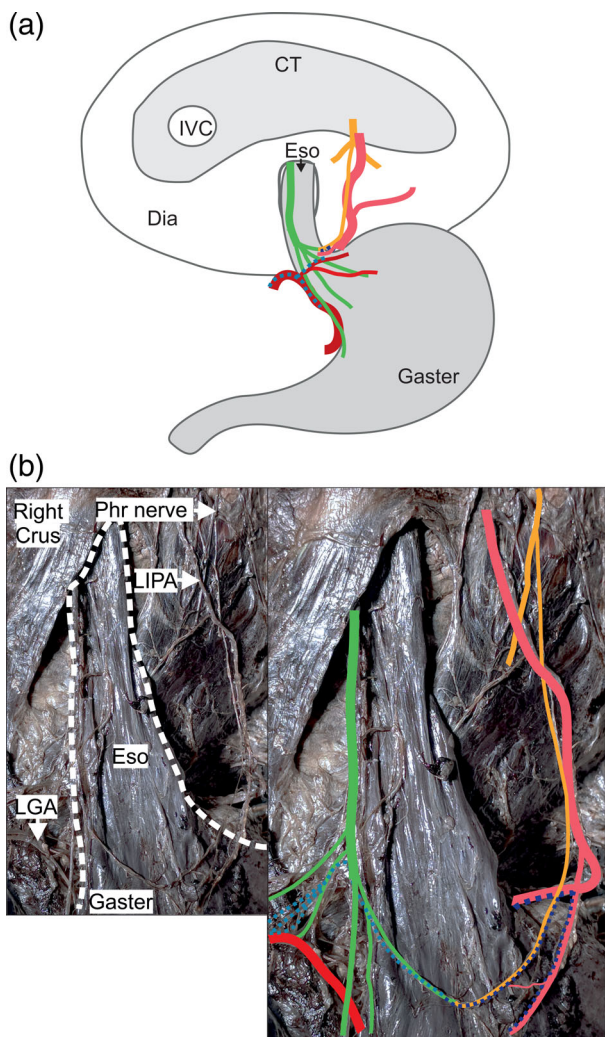 (a)
CT
IVC
Eso
Dia
Gaster
(b)
Right
Crus
Phr nerve
LIPA
Eso
LGA
Gaster